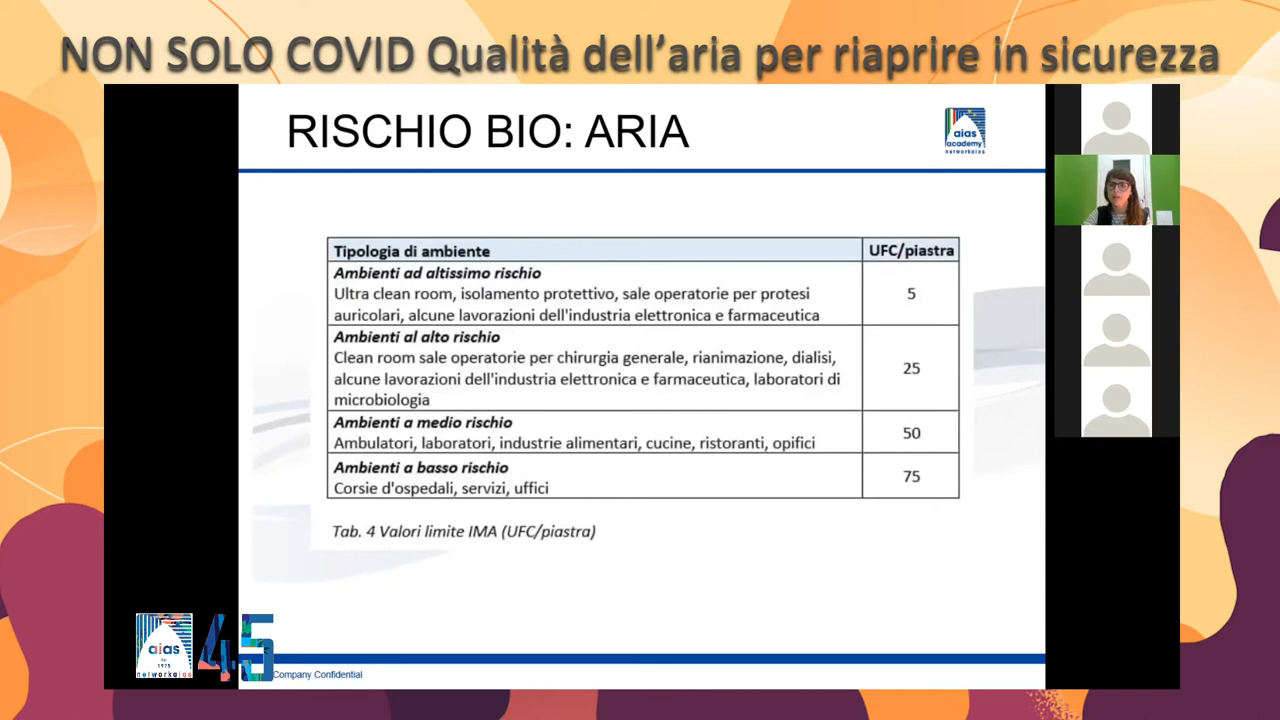 NON SOLO COVID Qualità dell'aria per riaprire in sicurezza
RISCHIO BIO: ARIA
aias
academy
networkaias
Tipologia di ambiente UFC/piastra
Ambienti ad altissimo rischio
Ultra clean room, isolamento protettivo, sale operatorie per protesi 5
auricolari, alcune lavorazioni dell'industria elettronica e farmaceutica
Ambienti al alto rischio
Clean room sale operatorie per chirurgia generale, rianimazione, dialisi, 25
alcune lavorazioni dell'industria elettronica e farmaceutica, laboratori di
microbiologia
Ambienti a medio rischio
Ambulatori, laboratori, industrie alimentari, cucine, ristoranti, opifici 50
Ambienti a basso rischio
Corsie d'ospedali, servizi, uffici 75
Tab. 4 Valori limite IMA (UFC/piastra)
aias 45
1975
networkaias
Company Confidential